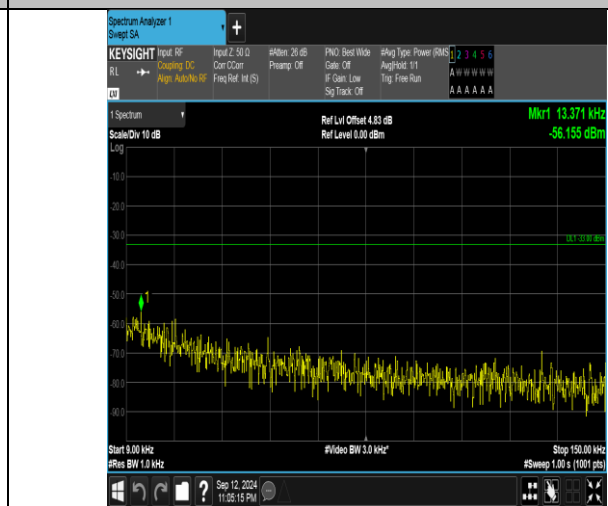 Spectrum Analyzer 1
Swept SA
+
KEYSIGHT Input: RF Input Z: 50 Ω #Atten: 26 dB PNO: Best Wide #Avg Type: Power (RMS 1 2 3 4 5 6
RL Coupling: DC Corr CCorr Preamp: Off Gate: Off Avg|Hold: 1/1 A W W W W W
Align: Auto/No RF Freq Ref: Int (S) IF Gain: Low Trig: Free Run
Sig Track: Off A A A A A A
1 Spectrum
Ref Lvl Offset 4.83 dB Mkr1 13.371 kHz
Scale/Div 10 dB Ref Level 0.00 dBm -56.155 dBm
Log
-10.0
-20.0
-30.0
DL1 -33.00 dBm
-40.0
-50.0
1
-60.0
-70.0
-80.0
-90.0
Start 9.00 kHz #Video BW 3.0 kHz* Stop 150.00 kHz
#Res BW 1.0 kHz #Sweep 1.00 s (1001 pts)
? Sep 12, 2024
11:05:15 PM